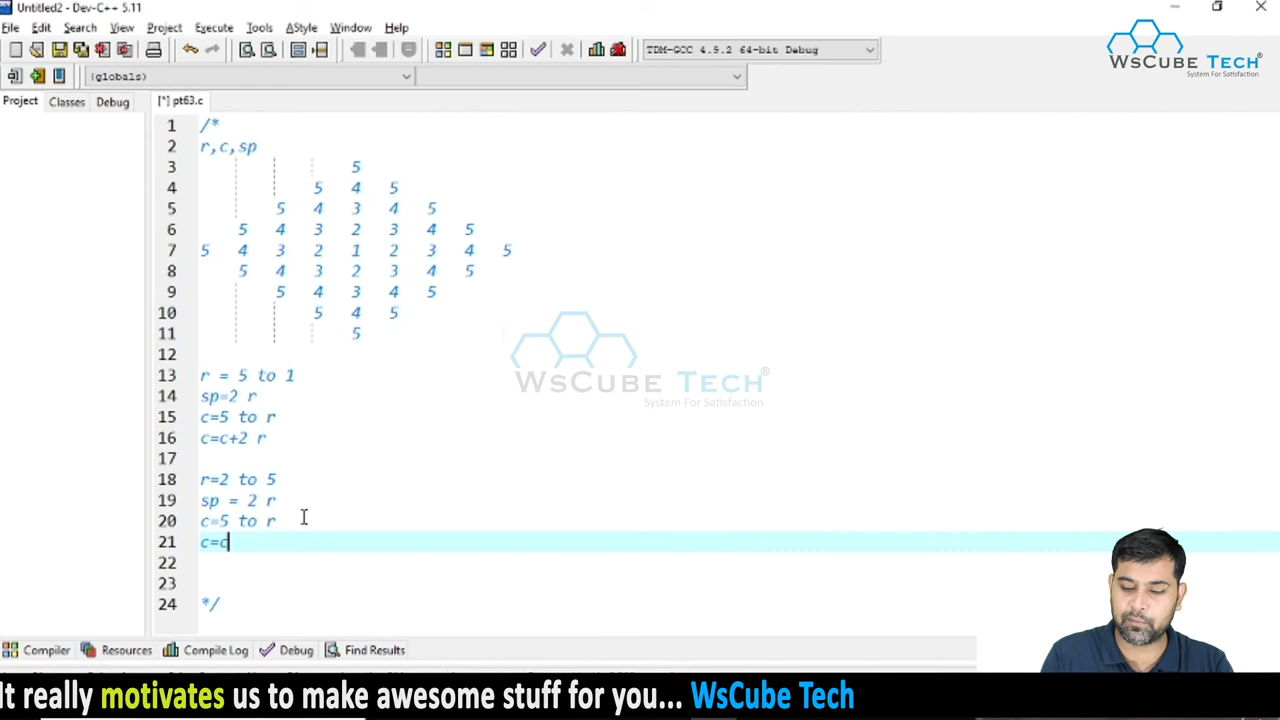 Untitled2 - Dev-C++ 5.11
File Edit Search View Project Execute Tools AStyle Window Help
TDM-GCC 4.9.2 64-bit Debug
(globals)
Project Classes Debug
[*] pt63.c
1 /*
2 r,c,sp
3 5
4 5 4 5
5 5 4 3 4 5
6 5 4 3 2 3 4 5
7 5 4 3 2 1 2 3 4 5
8 5 4 3 2 3 4 5
9 5 4 3 4 5
10 5 4 5
11 5
12
13 r = 5 to 1
14 sp=2 r
15 c=5 to r
16 c=c+2 r
17
18 r=2 to 5
19 sp = 2 r
20 c=5 to r
21 c=c
22
23
24 */
WsCube Tech®
System For Satisfaction
WsCube Tech®
System For Satisfaction
Compiler Resources Compile Log Debug Find Results
It really motivates us to make awesome stuff for you... WsCube Tech